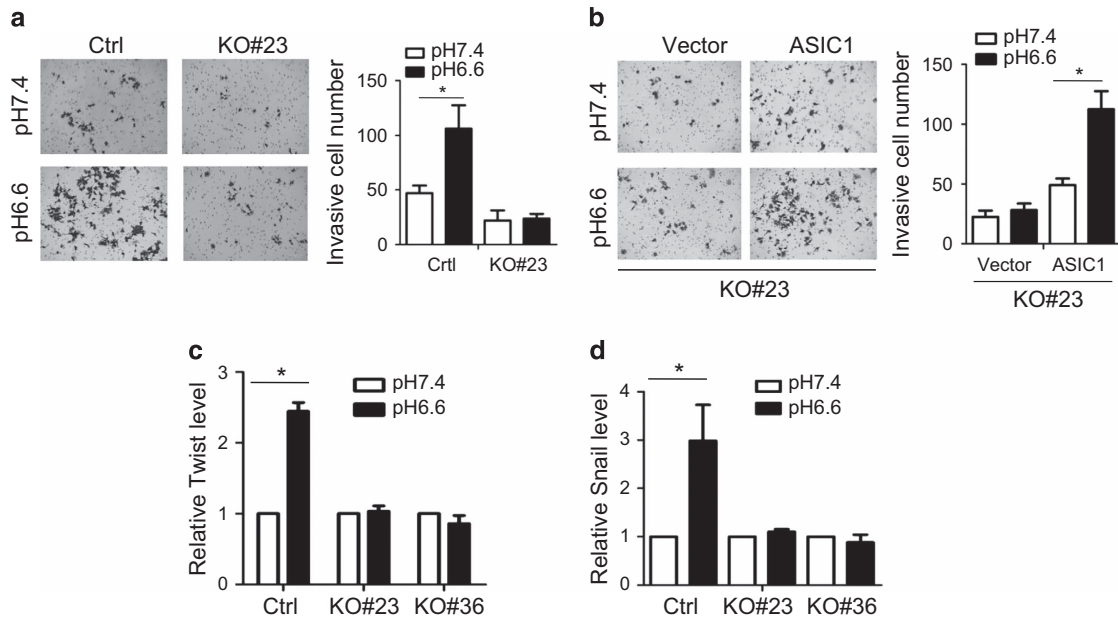 a
Ctrl KO#23
pH7.4
pH6.6
Invasive cell number
pH7.4
pH6.6
150
100
50
0
*
Crtl KO#23
b
Vector ASIC1
pH7.4
pH6.6
KO#23
Invasive cell number
pH7.4
pH6.6
150
100
50
0
*
Vector ASIC1
KO#23
c
Relative Twist level
3
2
1
0
*
pH7.4
pH6.6
Ctrl KO#23 KO#36
d
Relative Snail level
4
3
2
1
0
*
pH7.4
pH6.6
Ctrl KO#23 KO#36